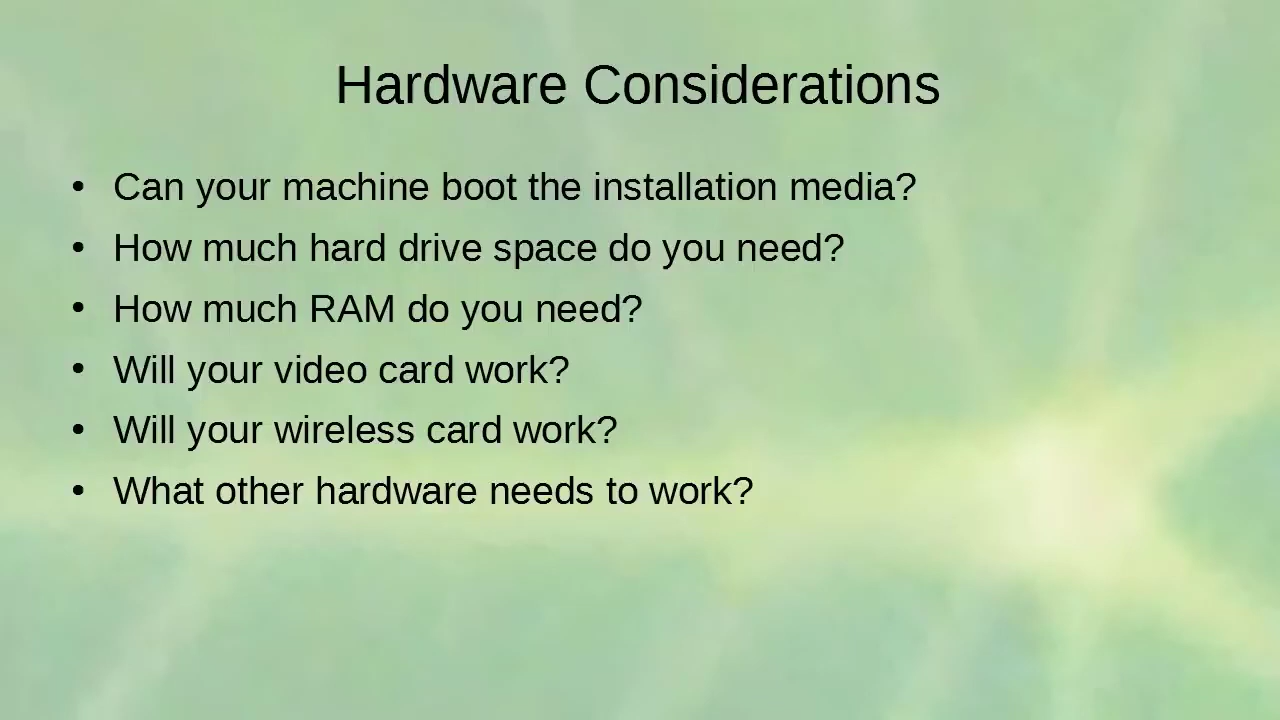 Hardware Considerations
• Can your machine boot the installation media?
• How much hard drive space do you need?
• How much RAM do you need?
• Will your video card work?
• Will your wireless card work?
• What other hardware needs to work?